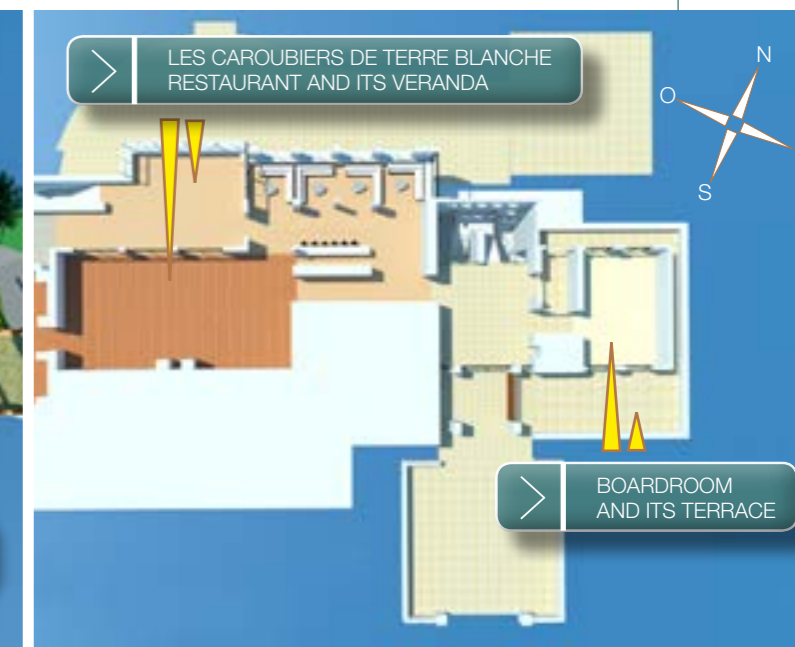 LES CAROUBIERS DE TERRE BLANCHE
RESTAURANT AND ITS VERANDA
N
O
S
BOARDROOM
AND ITS TERRACE